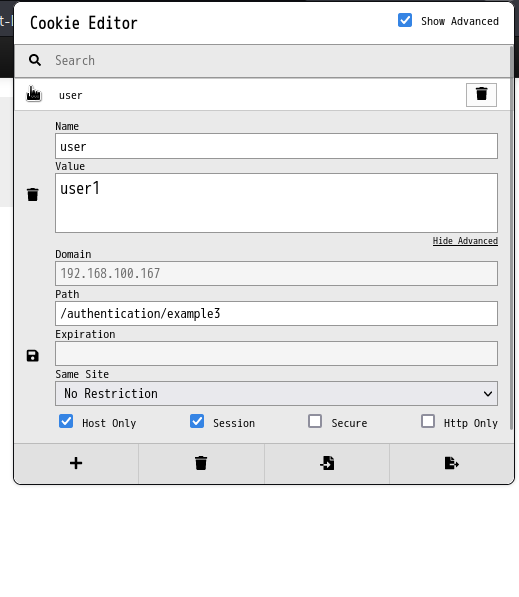 Cookie Editor
Show Advanced
Search
user
Name
user
Value
user1
Hide Advanced
Domain
192.168.100.167
Path
/authentication/example3
Expiration
Same Site
No Restriction
Host Only
Session
Secure
Http Only